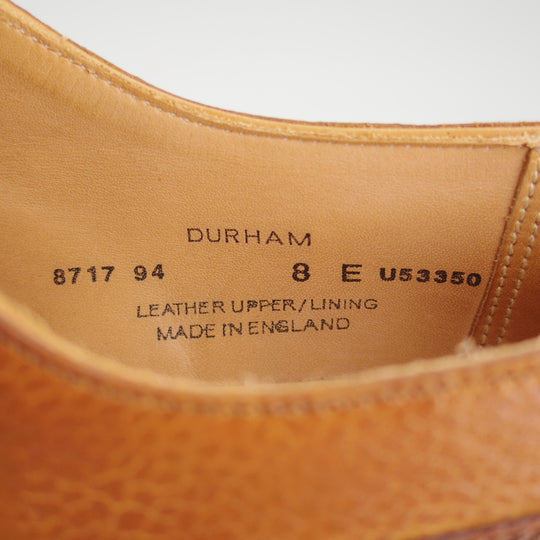 DURHAM
8717 94 8 E U53350
LEATHER UPPER/LINING
MADE IN ENGLAND